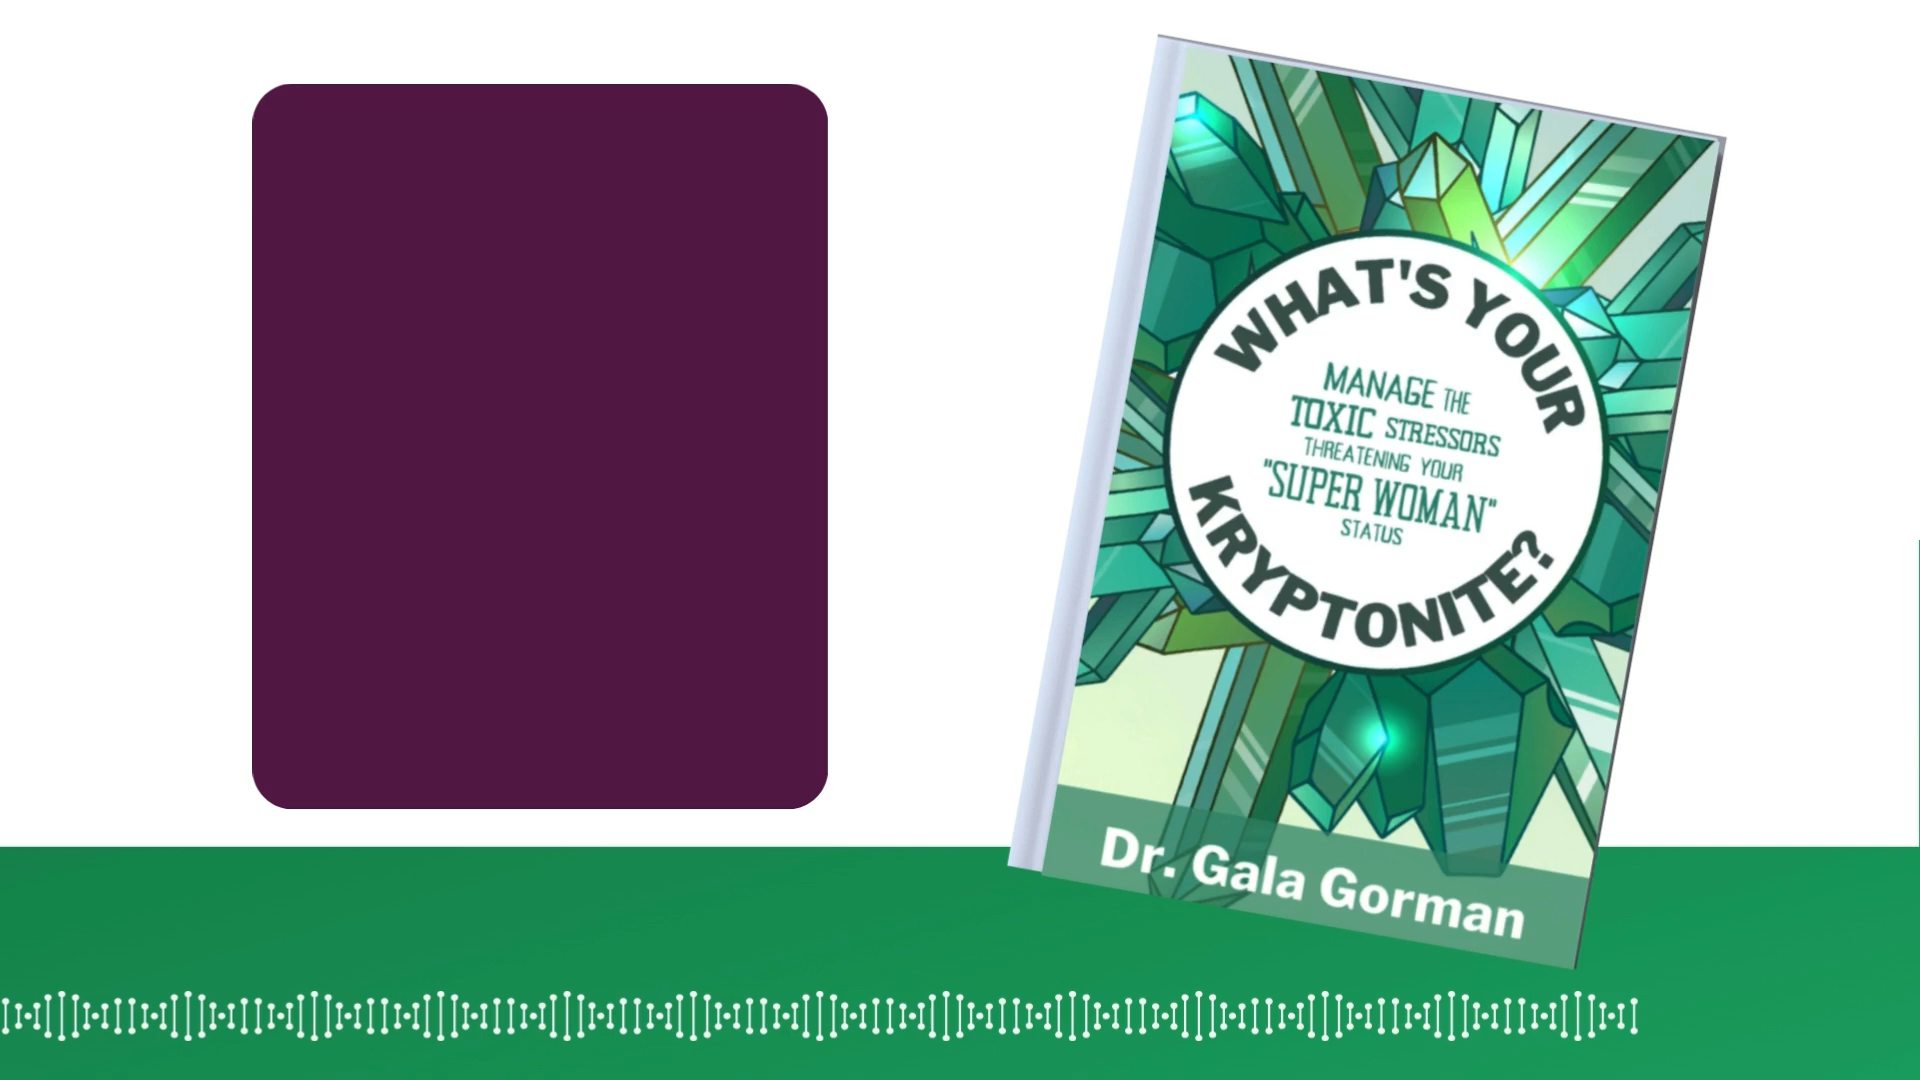 WHAT'S YOUR
MANAGE THE
TOXIC STRESSORS
THREATENING YOUR
"SUPER WOMAN"
STATUS
KRYPTONITE?
Dr. Gala Gorman